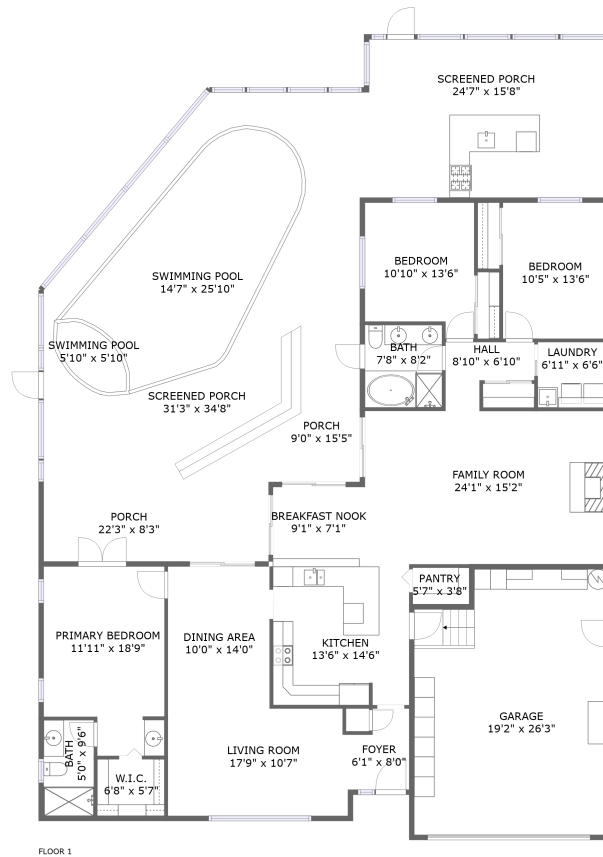 SCREENED PORCH
24'7" x 15'8"
BEDROOM
10'10" x 13'6"
BEDROOM
10'5" x 13'6"
SWIMMING POOL
14'7" x 25'10"
SWIMMING POOL
5'10" x 5'10"
BATH
7'8" x 8'2"
HALL
8'10" x 6'10"
LAUNDRY
6'11" x 6'6"
SCREENED PORCH
31'3" x 34'8"
PORCH
9'0" x 15'5"
FAMILY ROOM
24'1" x 15'2"
PORCH
22'3" x 8'3"
BREAKFAST NOOK
9'1" x 7'1"
PANTRY
5'7" x 3'8"
PRIMARY BEDROOM
11'11" x 18'9"
DINING AREA
10'0" x 14'0"
KITCHEN
13'6" x 14'6"
GARAGE
19'2" x 26'3"
BATH
5'0" x 9'6"
W.I.C.
6'8" x 5'7"
LIVING ROOM
17'9" x 10'7"
FOYER
6'1" x 8'0"
FLOOR 1